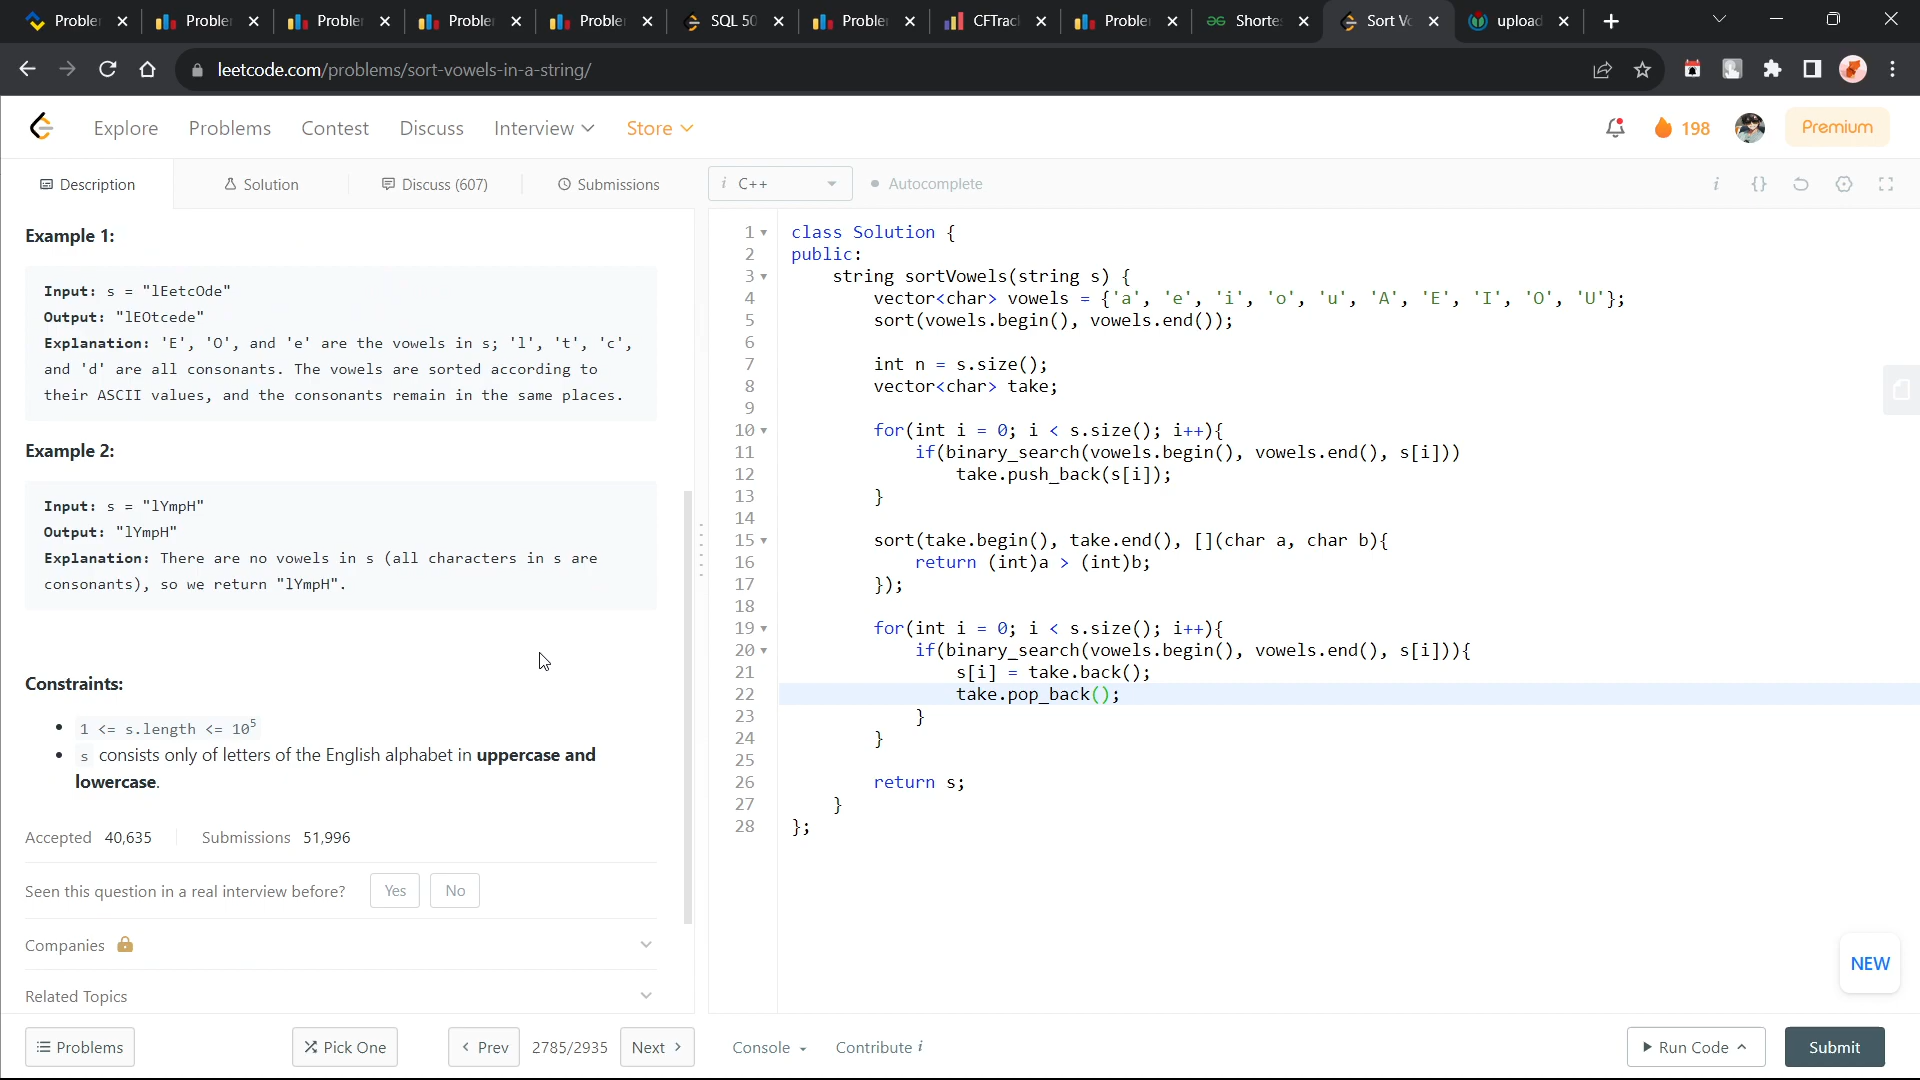 Proble Proble Proble Proble Proble SQL 50 Proble CFTrac Proble Shorte Sort Vo upload
leetcode.com/problems/sort-vowels-in-a-string/
Explore Problems Contest Discuss Interview Store 198 Premium
Description Solution Discuss (607) Submissions i C++ Autocomplete i {}
Example 1:
Input: s = "lEetcOde"
Output: "lEOtcede"
Explanation: 'E', 'O', and 'e' are the vowels in s; 'l', 't', 'c',
and 'd' are all consonants. The vowels are sorted according to
their ASCII values, and the consonants remain in the same places.
Example 2:
Input: s = "lYmpH"
Output: "lYmpH"
Explanation: There are no vowels in s (all characters in s are
consonants), so we return "lYmpH".
Constraints:
1 <= s.length <= 10^5
s consists only of letters of the English alphabet in uppercase and
lowercase.
Accepted 40,635 Submissions 51,996
Seen this question in a real interview before? Yes No
Companies
Related Topics
Problems Pick One Prev 2785/2935 Next
1 class Solution {
2 public:
3 string sortVowels(string s) {
4 vector<char> vowels = {'a', 'e', 'i', 'o', 'u', 'A', 'E', 'I', 'O', 'U'};
5 sort(vowels.begin(), vowels.end());
6
7 int n = s.size();
8 vector<char> take;
9
10 for(int i = 0; i < s.size(); i++){
11 if(binary_search(vowels.begin(), vowels.end(), s[i]))
12 take.push_back(s[i]);
13 }
14
15 sort(take.begin(), take.end(), [](char a, char b){
16 return (int)a > (int)b;
17 });
18
19 for(int i = 0; i < s.size(); i++){
20 if(binary_search(vowels.begin(), vowels.end(), s[i])){
21 s[i] = take.back();
22 take.pop_back();
23 }
24 }
25
26 return s;
27 }
28 };
NEW
Console Contribute i Run Code Submit